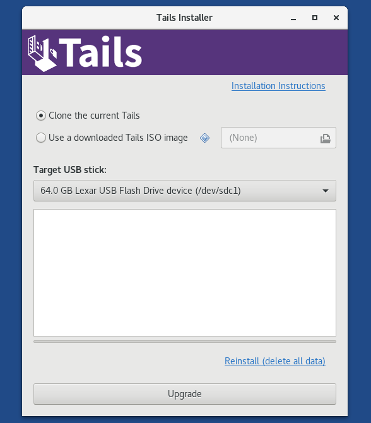 Tails Installer
Tails
Installation Instructions
Clone the current Tails
Use a downloaded Tails ISO image
(None)
Target USB stick:
64.0 GB Lexar USB Flash Drive device (/dev/sdc1)
Reinstall (delete all data)
Upgrade